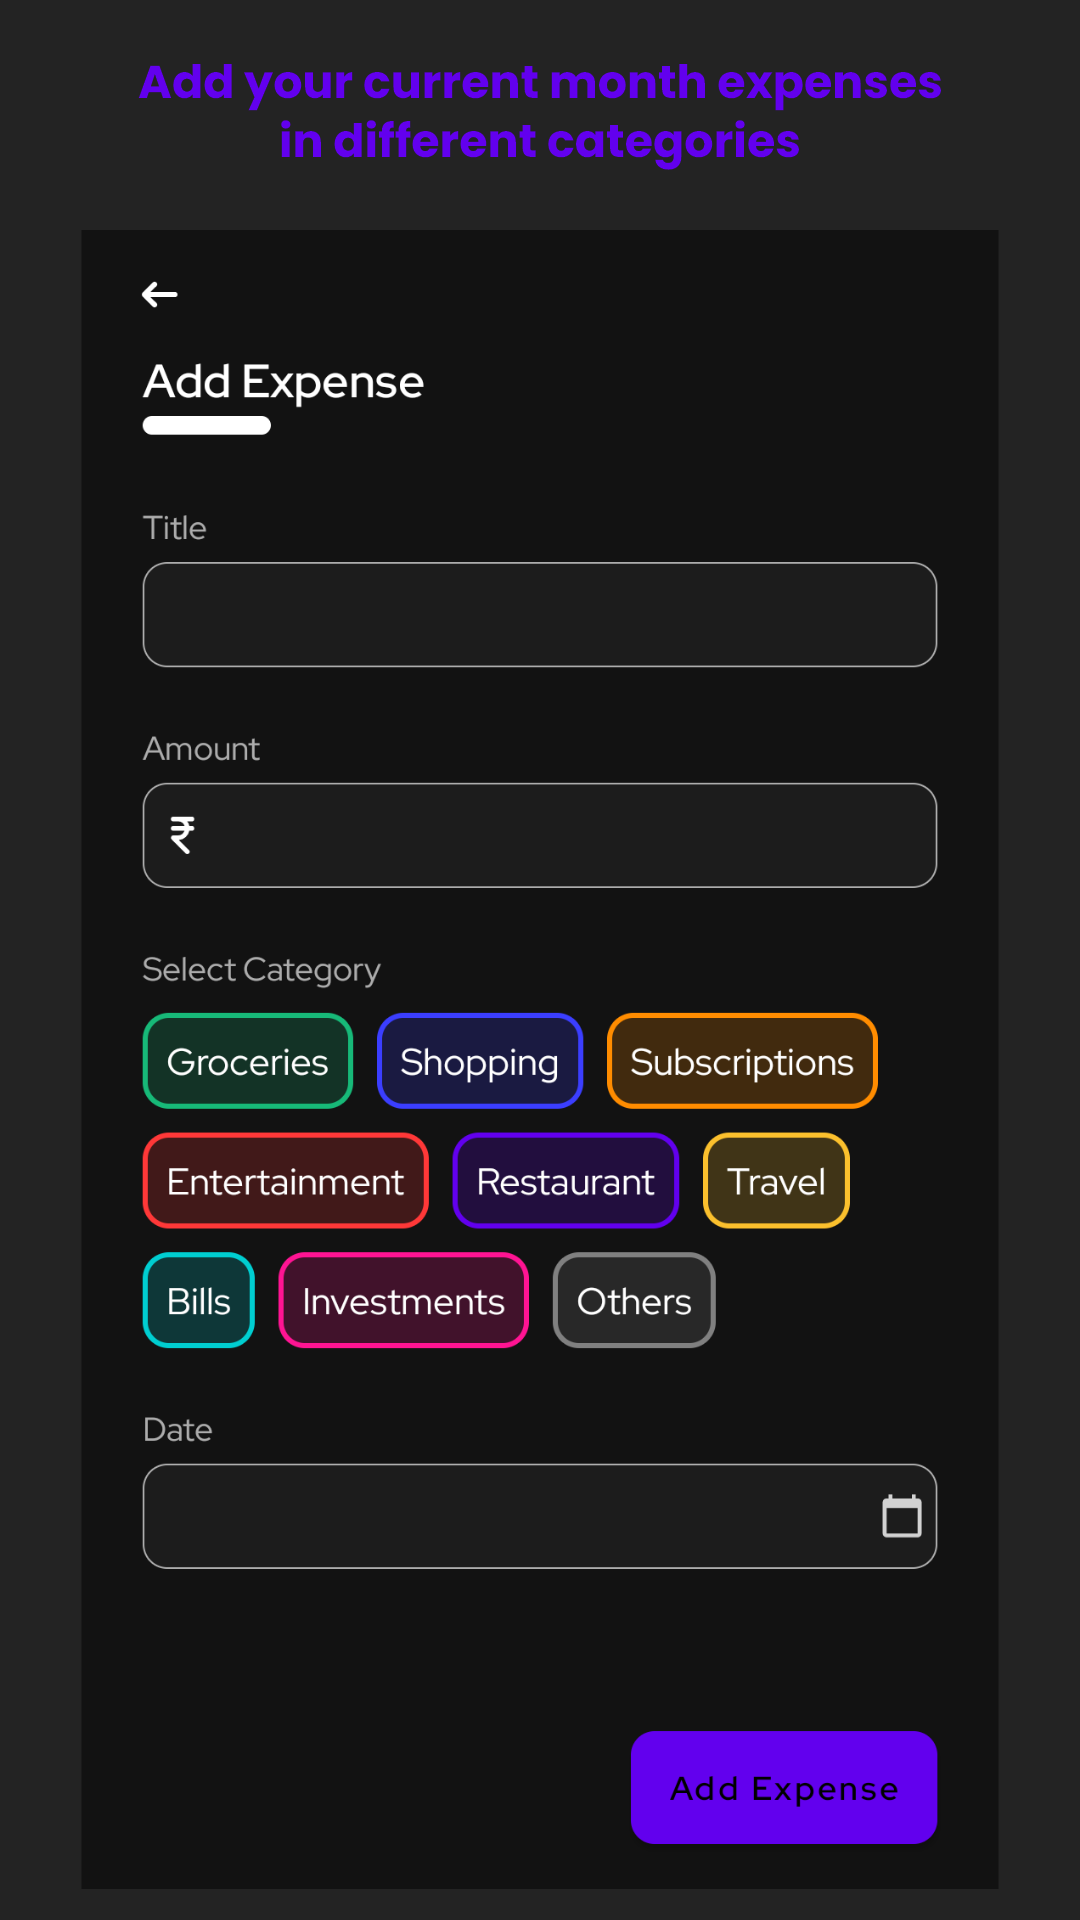 Add your current month expenses
in different categories
Add Expense
Title
Amount
₹
Select Category
Groceries Shopping Subscriptions
Entertainment Restaurant Travel
Bills Investments Others
Date
Add Expense